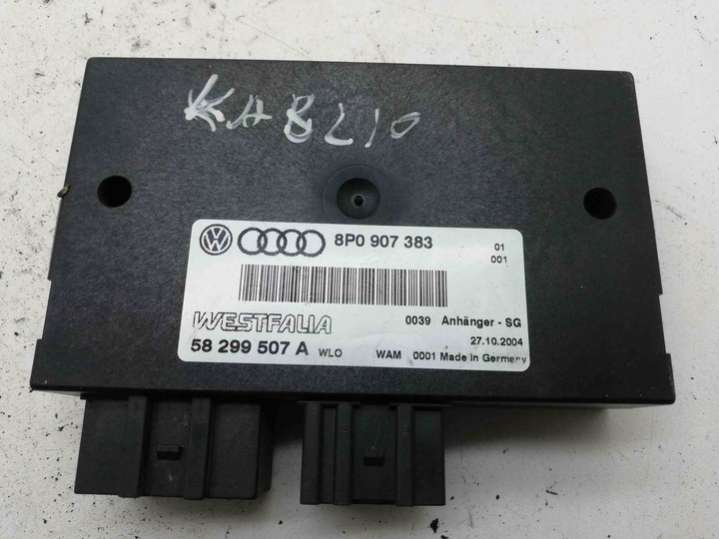 KABLIO
8P0 907 383
01
001
WESTFALIA
0039 Anhänger - SG
27.10.2004
58 299 507 A WLO WAM 0001 Made in Germany